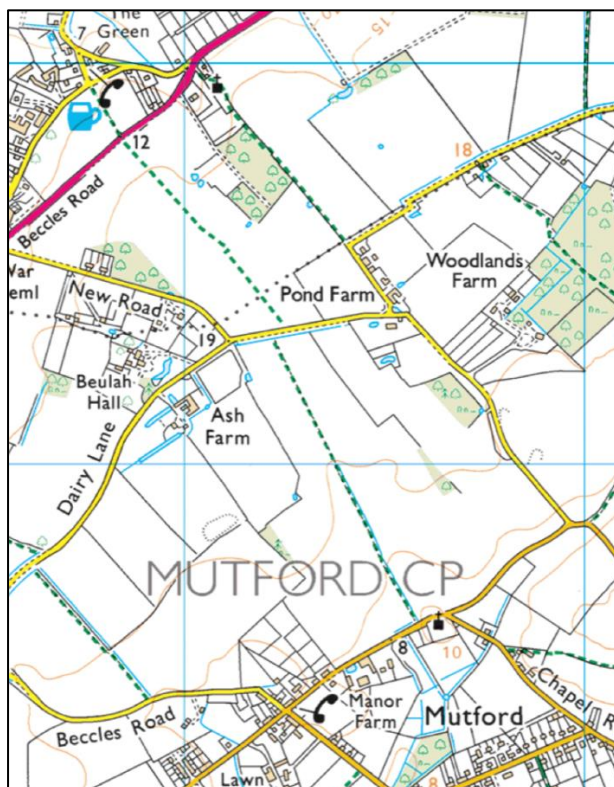 The
7 Green
15
12
Beccles Road
18
Woodlands
Farm
War
eml
New Road
Pond Farm
19
Beulah
Hall
Ash
Farm
Dairy Lane
MUTFORD CP
8
10
Chapel R
Manor
Farm
Mutford
Beccles Road
Lawn
8